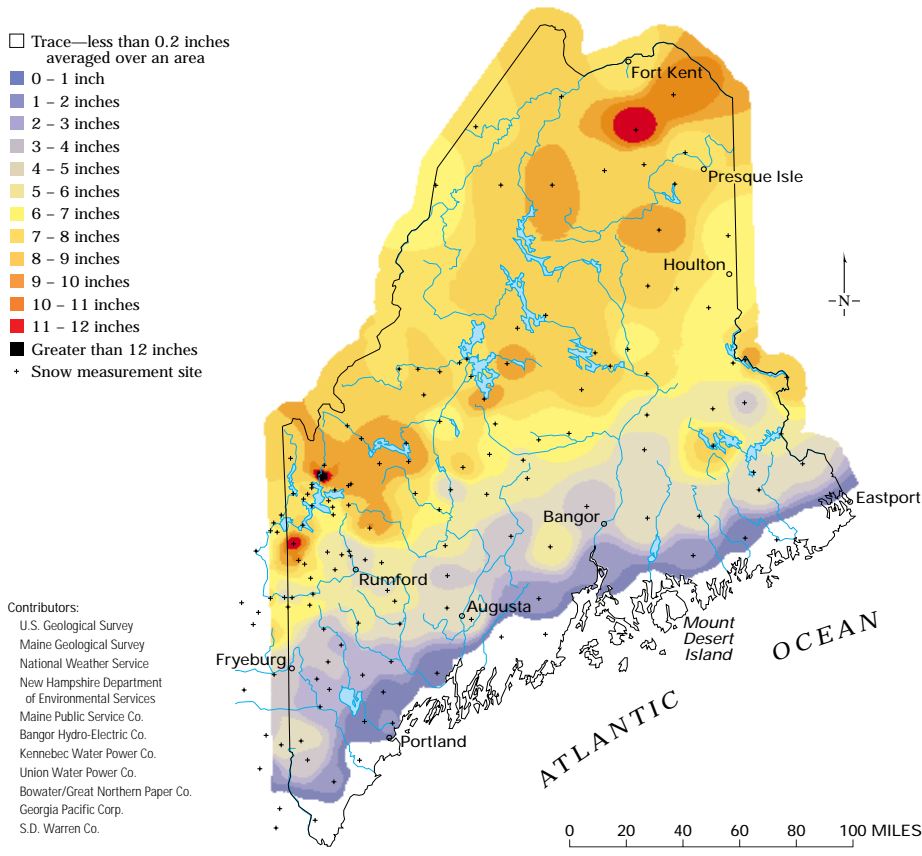 Trace—less than 0.2 inches
averaged over an area
0 – 1 inch
1 – 2 inches
2 – 3 inches
3 – 4 inches
4 – 5 inches
5 – 6 inches
6 – 7 inches
7 – 8 inches
8 – 9 inches
9 – 10 inches
10 – 11 inches
11 – 12 inches
Greater than 12 inches
+ Snow measurement site
Fort Kent
Presque Isle
Houlton
N
Eastport
Bangor
Rumford
Augusta
Mount
Desert
Island
Fryeburg
Portland
ATLANTIC OCEAN
Contributors:
U.S. Geological Survey
Maine Geological Survey
National Weather Service
New Hampshire Department
of Environmental Services
Maine Public Service Co.
Bangor Hydro-Electric Co.
Kennebec Water Power Co.
Union Water Power Co.
Bowater/Great Northern Paper Co.
Georgia Pacific Corp.
S.D. Warren Co.
0 20 40 60 80 100 MILES